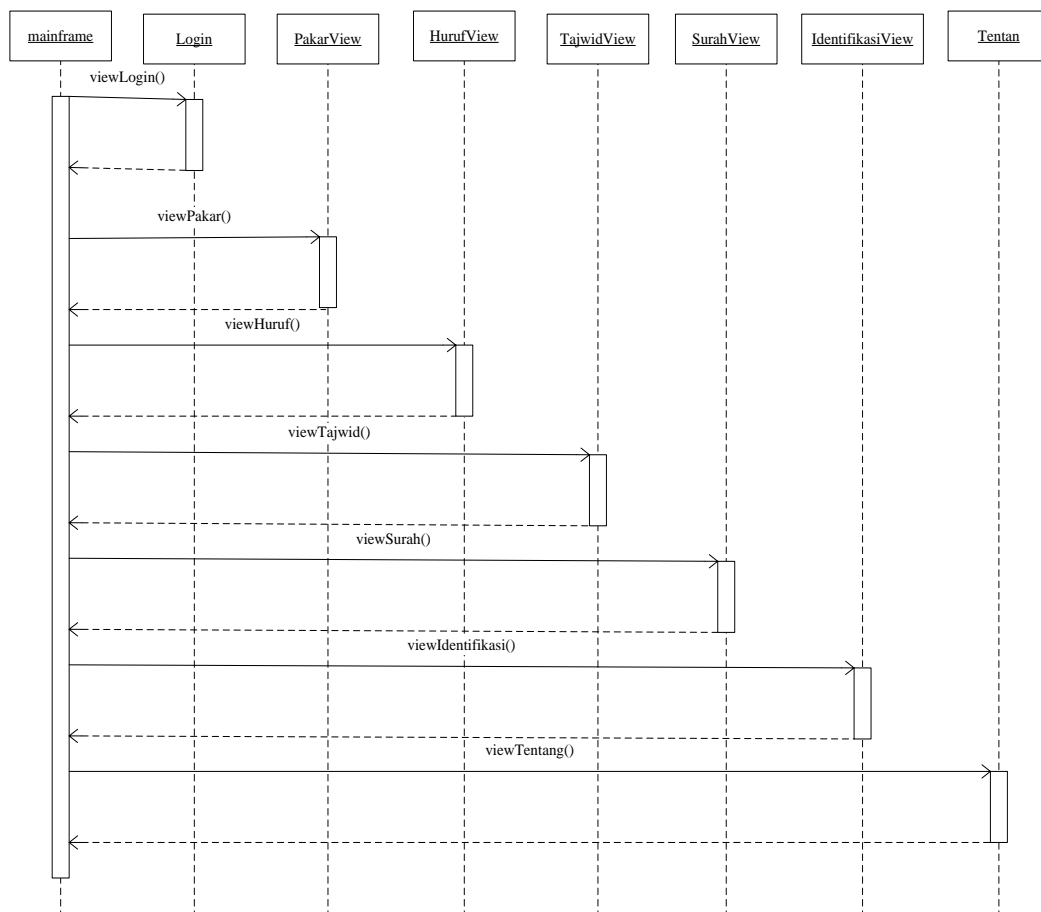 mainframe
Login
PakarView
HurufView
TajwidView
SurahView
IdentifikasiView
Tentan
viewLogin()
viewPakar()
viewHuruf()
viewTajwid()
viewSurah()
viewIdentifikasi()
viewTentang()